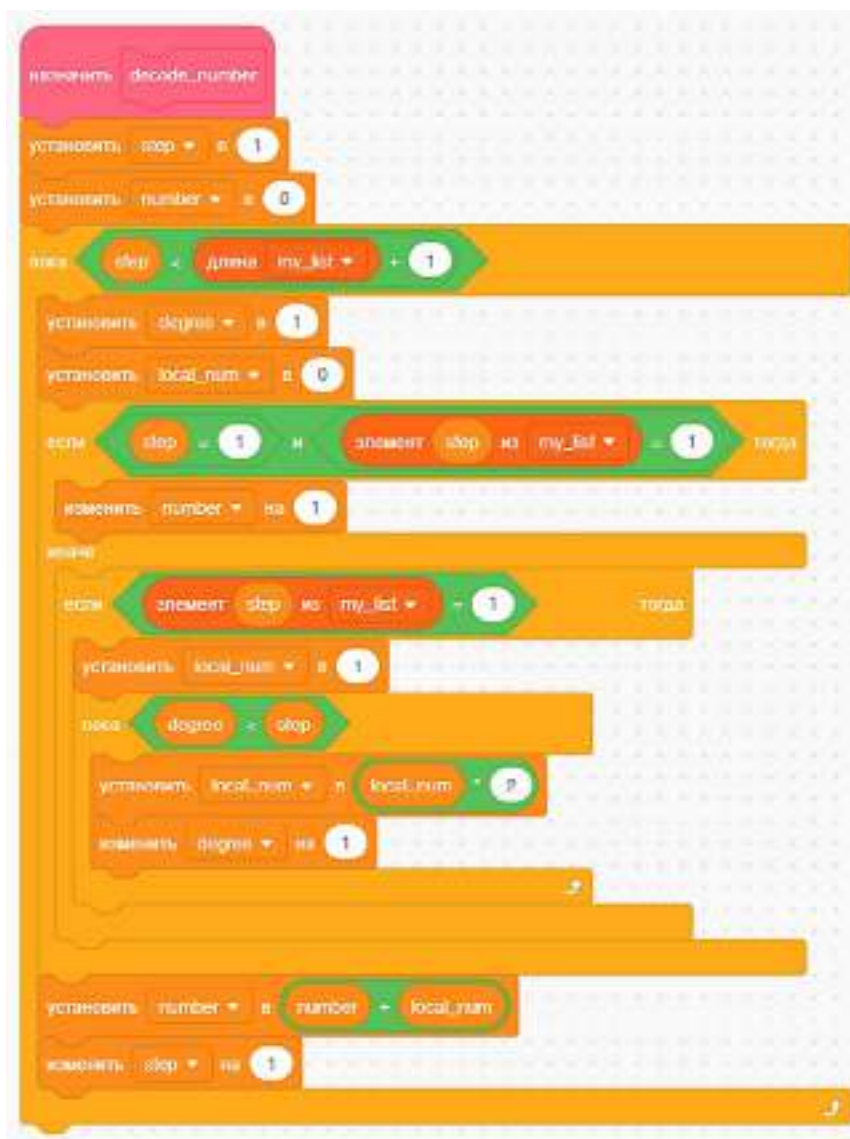 назначить decode_number
установить step в 1
установить number в 0
пока step < длина my_list + 1
установить degree в 1
установить local_num в 0
если step = 1 и элемент step из my_list = 1 тогда
изменить number на 1
иначе
если элемент step из my_list = 1 тогда
установить local_num в 1
пока degree < step
установить local_num в local_num * 2
изменить degree на 1
установить number в number + local_num
изменить step на 1